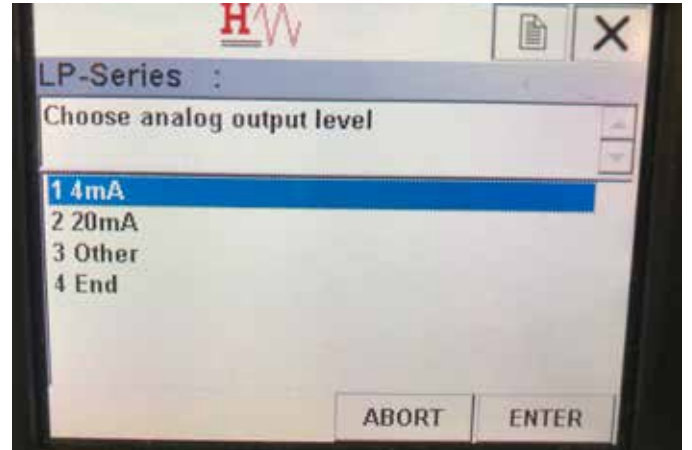 H
LP-Series :
Choose analog output level
1 4mA
2 20mA
3 Other
4 End
ABORT ENTER